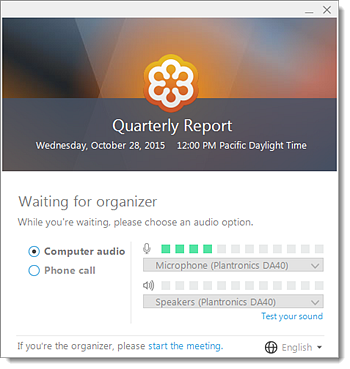 Quarterly Report
Wednesday, October 28, 2015 12:00 PM Pacific Daylight Time
Waiting for organizer
While you're waiting, please choose an audio option.
Computer audio
Phone call
Microphone (Plantronics DA40)
Speakers (Plantronics DA40)
Test your sound
If you're the organizer, please start the meeting.
English